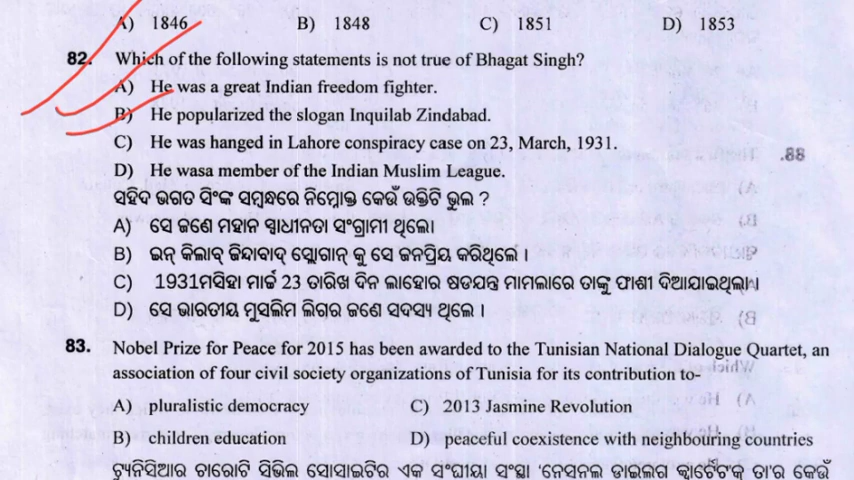 A) 1846 B) 1848 C) 1851 D) 1853
82. Which of the following statements is not true of Bhagat Singh?
A) He was a great Indian freedom fighter.
B) He popularized the slogan Inquilab Zindabad.
C) He was hanged in Lahore conspiracy case on 23, March, 1931.
D) He wasa member of the Indian Muslim League.
ସହିଦ ଭଗତ ସିଂଙ୍କ ସମ୍ବନ୍ଧରେ ନିମ୍ନୋକ୍ତ କେଉଁ ଉକ୍ତିଟି ଭୁଲ ?
A) ସେ ଜଣେ ମହାନ ସ୍ବାଧୀନତା ସଂଗ୍ରାମୀ ଥିଲେ।
B) ଇନ୍ କିଲାବ୍ ଜିନ୍ଦାବାଦ୍ ସ୍ଲୋଗାନ୍ କୁ ସେ ଜନପ୍ରିୟ କରିଥିଲେ ।
C) 1931ମସିହା ମାର୍ଚ୍ଚ 23 ତାରିଖ ଦିନ ଲାହୋର ଷଡଯନ୍ତ୍ର ମାମଲାରେ ତାଙ୍କୁ ଫାଶୀ ଦିଆଯାଇଥିଲା ।
D) ସେ ଭାରତୀୟ ମୁସଲିମ ଲିଗର ଜଣେ ସଦସ୍ୟ ଥିଲେ ।
83. Nobel Prize for Peace for 2015 has been awarded to the Tunisian National Dialogue Quartet, an
association of four civil society organizations of Tunisia for its contribution to-
A) pluralistic democracy C) 2013 Jasmine Revolution
B) children education D) peaceful coexistence with neighbouring countries
ଟ୍ୟୁନିସିଆର ଚାରୋଟି ସିଭିଲ ସୋସାଇଟିର ଏକ ସଂଘୀୟ ସଂସ୍ଥା 'ନେସନଲ ଡାଇଲଗ କ୍ବାର୍ଟେଟ'କୁ ତା'ର କେଉଁ